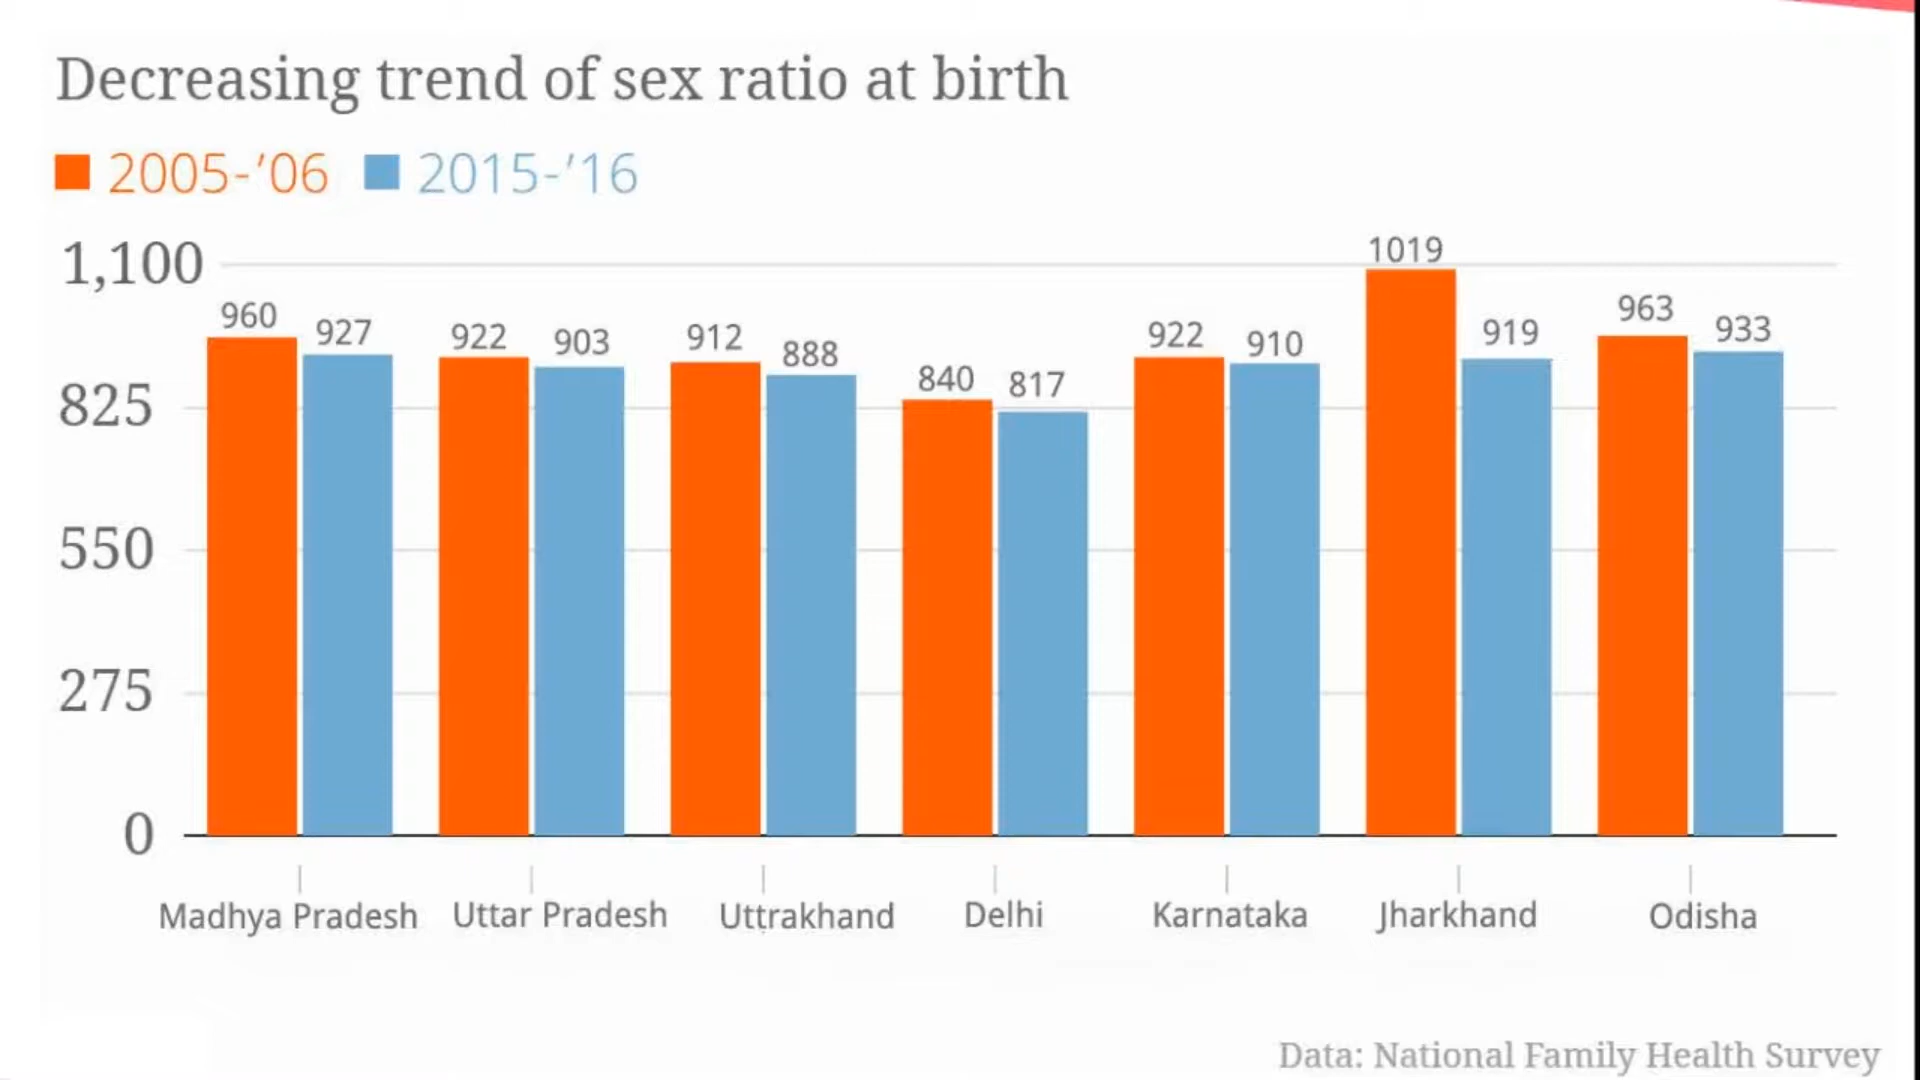 Decreasing trend of sex ratio at birth
2005-'06 2015-'16
1,100
825
550
275
0
960 927 922 903 912 888 840 817 922 910 1019 919 963 933
Madhya Pradesh Uttar Pradesh Uttrakhand Delhi Karnataka Jharkhand Odisha
Data: National Family Health Survey